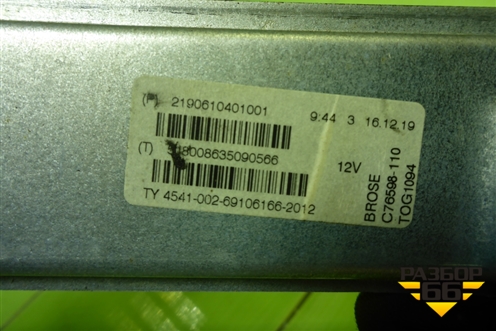 (P) 2190610401001
9:44 3 16.12.19
(T)
12V
TY 4541-002-69106166-2012
BROSE
C76598-110
TOG1094
РАЗБОР
66